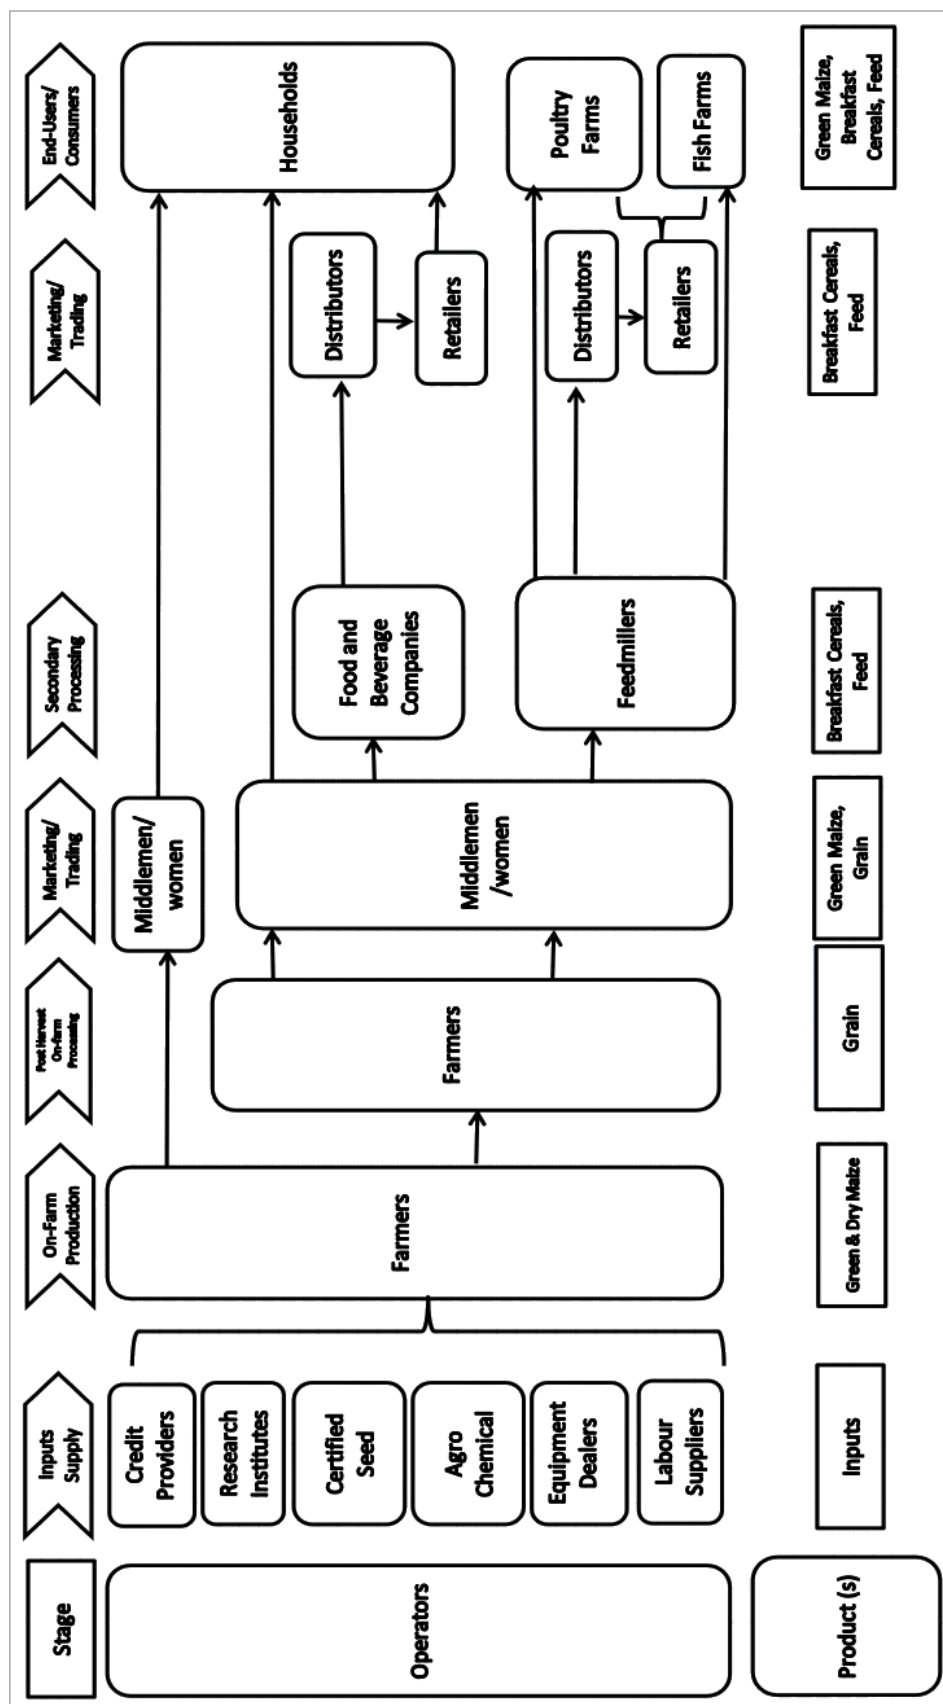 Stage
Inputs
Supply
On-Farm
Production
Post Harvest
On-farm
Processing
Marketing/
Trading
Secondary
Processing
Marketing/
Trading
End-Users/
Consumers
Operators
Credit
Providers
Research
Institutes
Certified
Seed
Agro
Chemical
Equipment
Dealers
Labour
Suppliers
Farmers
Farmers
Middlemen/
women
Middlemen
/women
Food and
Beverage
Companies
Feedmillers
Distributors
Retailers
Distributors
Retailers
Households
Poultry
Farms
Fish Farms
Product (s)
Inputs
Green & Dry Maize
Grain
Green Maize,
Grain
Breakfast Cereals,
Feed
Breakfast Cereals,
Feed
Green Maize,
Breakfast
Cereals, Feed